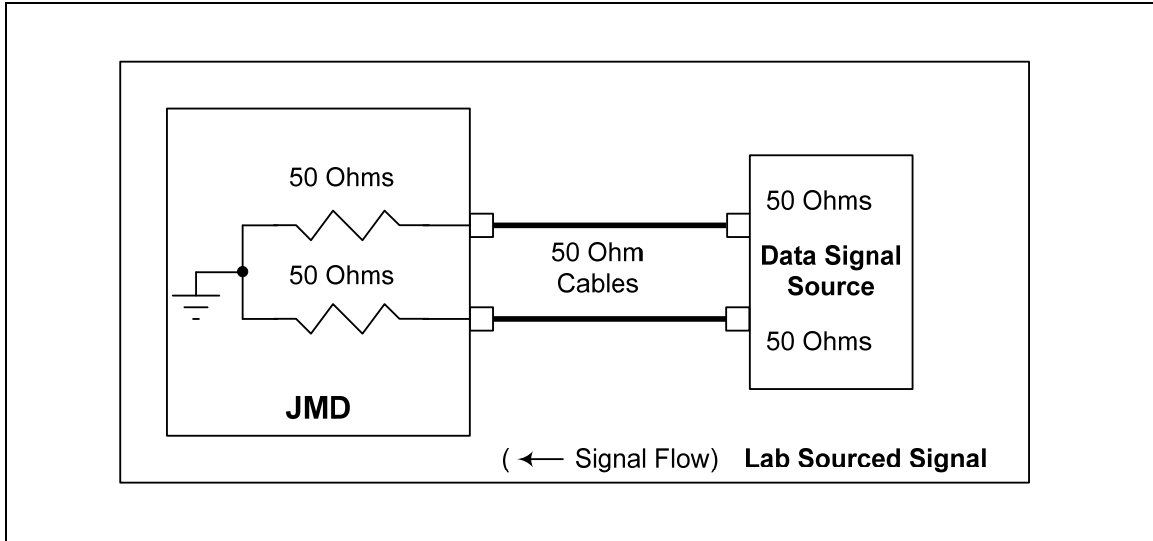 50 Ohms
50 Ohms
JMD
50 Ohm
Cables
50 Ohms
Data Signal
Source
50 Ohms
( ← Signal Flow) Lab Sourced Signal